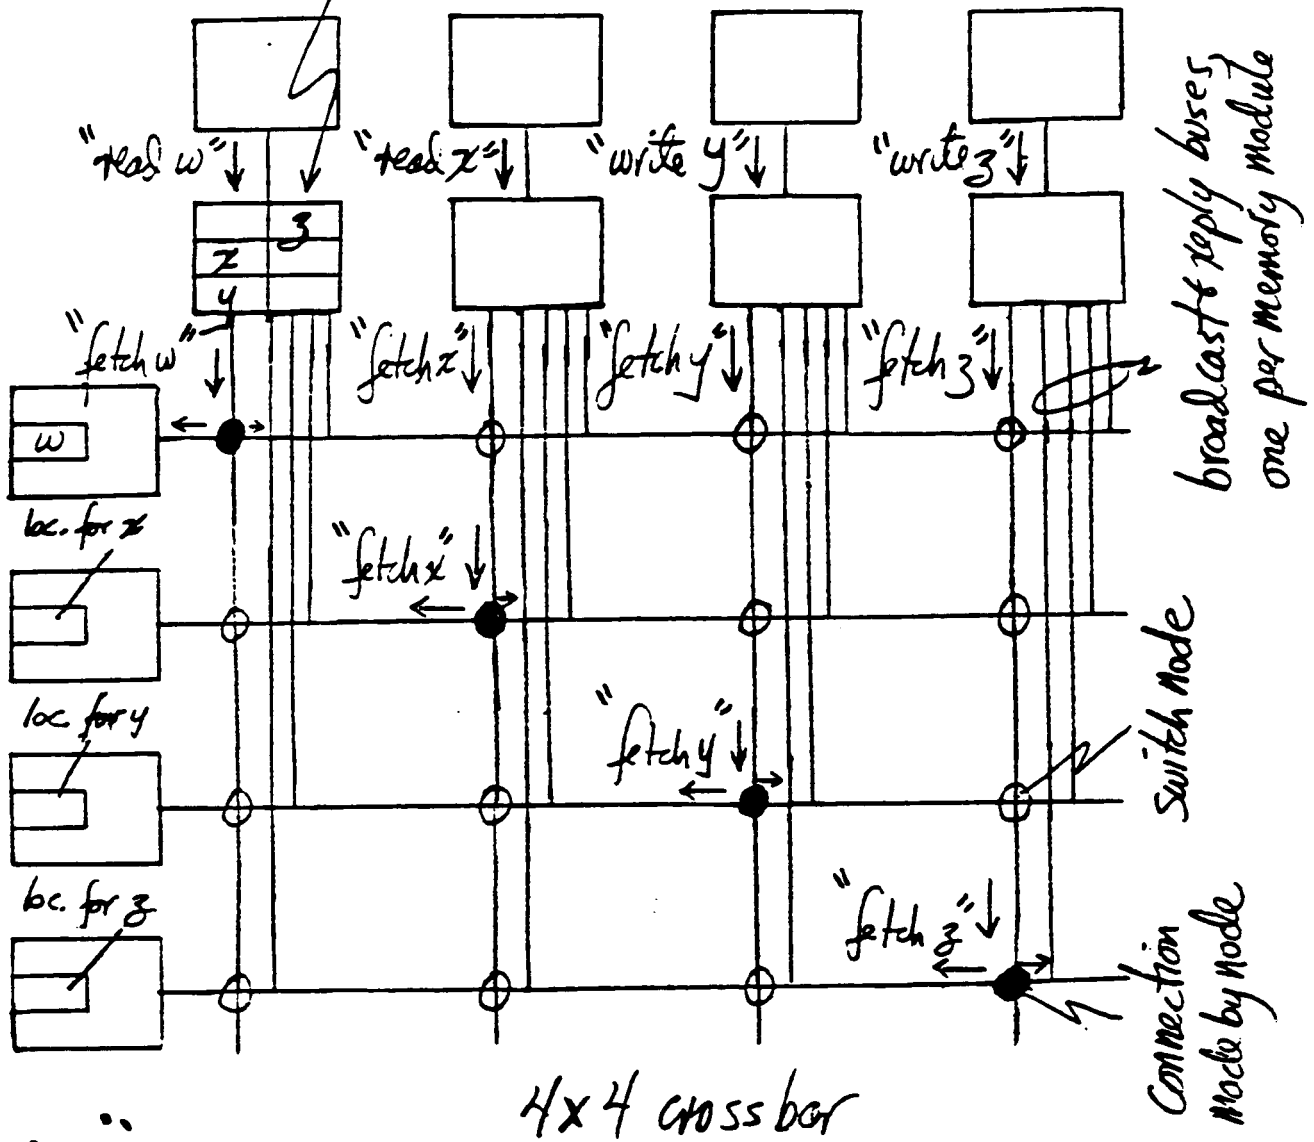 "read w"
"read x"
"write y"
"write z"
z
x
y
"fetch w"
"fetch x"
"fetch y"
"fetch z"
broadcast & reply buses,
one per memory module
w
loc. for x
"fetch x"
loc. for y
"fetch y"
Switch node
loc. for z
"fetch z"
Connection
made by node
4x4 crossbar